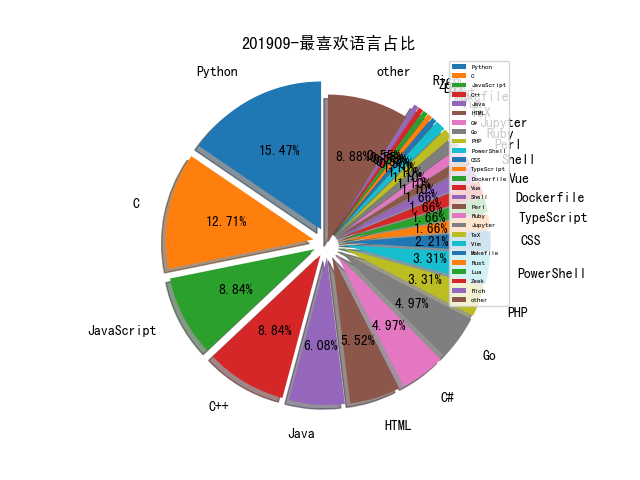 201909-最喜欢语言占比
Python
15.47%
C
12.71%
JavaScript
8.84%
C++
8.84%
Java
6.08%
HTML
5.52%
C#
4.97%
Go
4.97%
PHP
3.31%
PowerShell
3.31%
CSS
2.21%
TypeScript
1.66%
Dockerfile
1.66%
Vue
1.66%
Shell
1.66%
Perl
Ruby
Jupyter
other
8.88%
Python
C
JavaScript
C++
Java
HTML
C#
Go
PHP
PowerShell
CSS
TypeScript
Dockerfile
Vue
Shell
Perl
Ruby
Jupyter
TeX
Vim
Makefile
Rust
Lua
Zeek
Rich
other